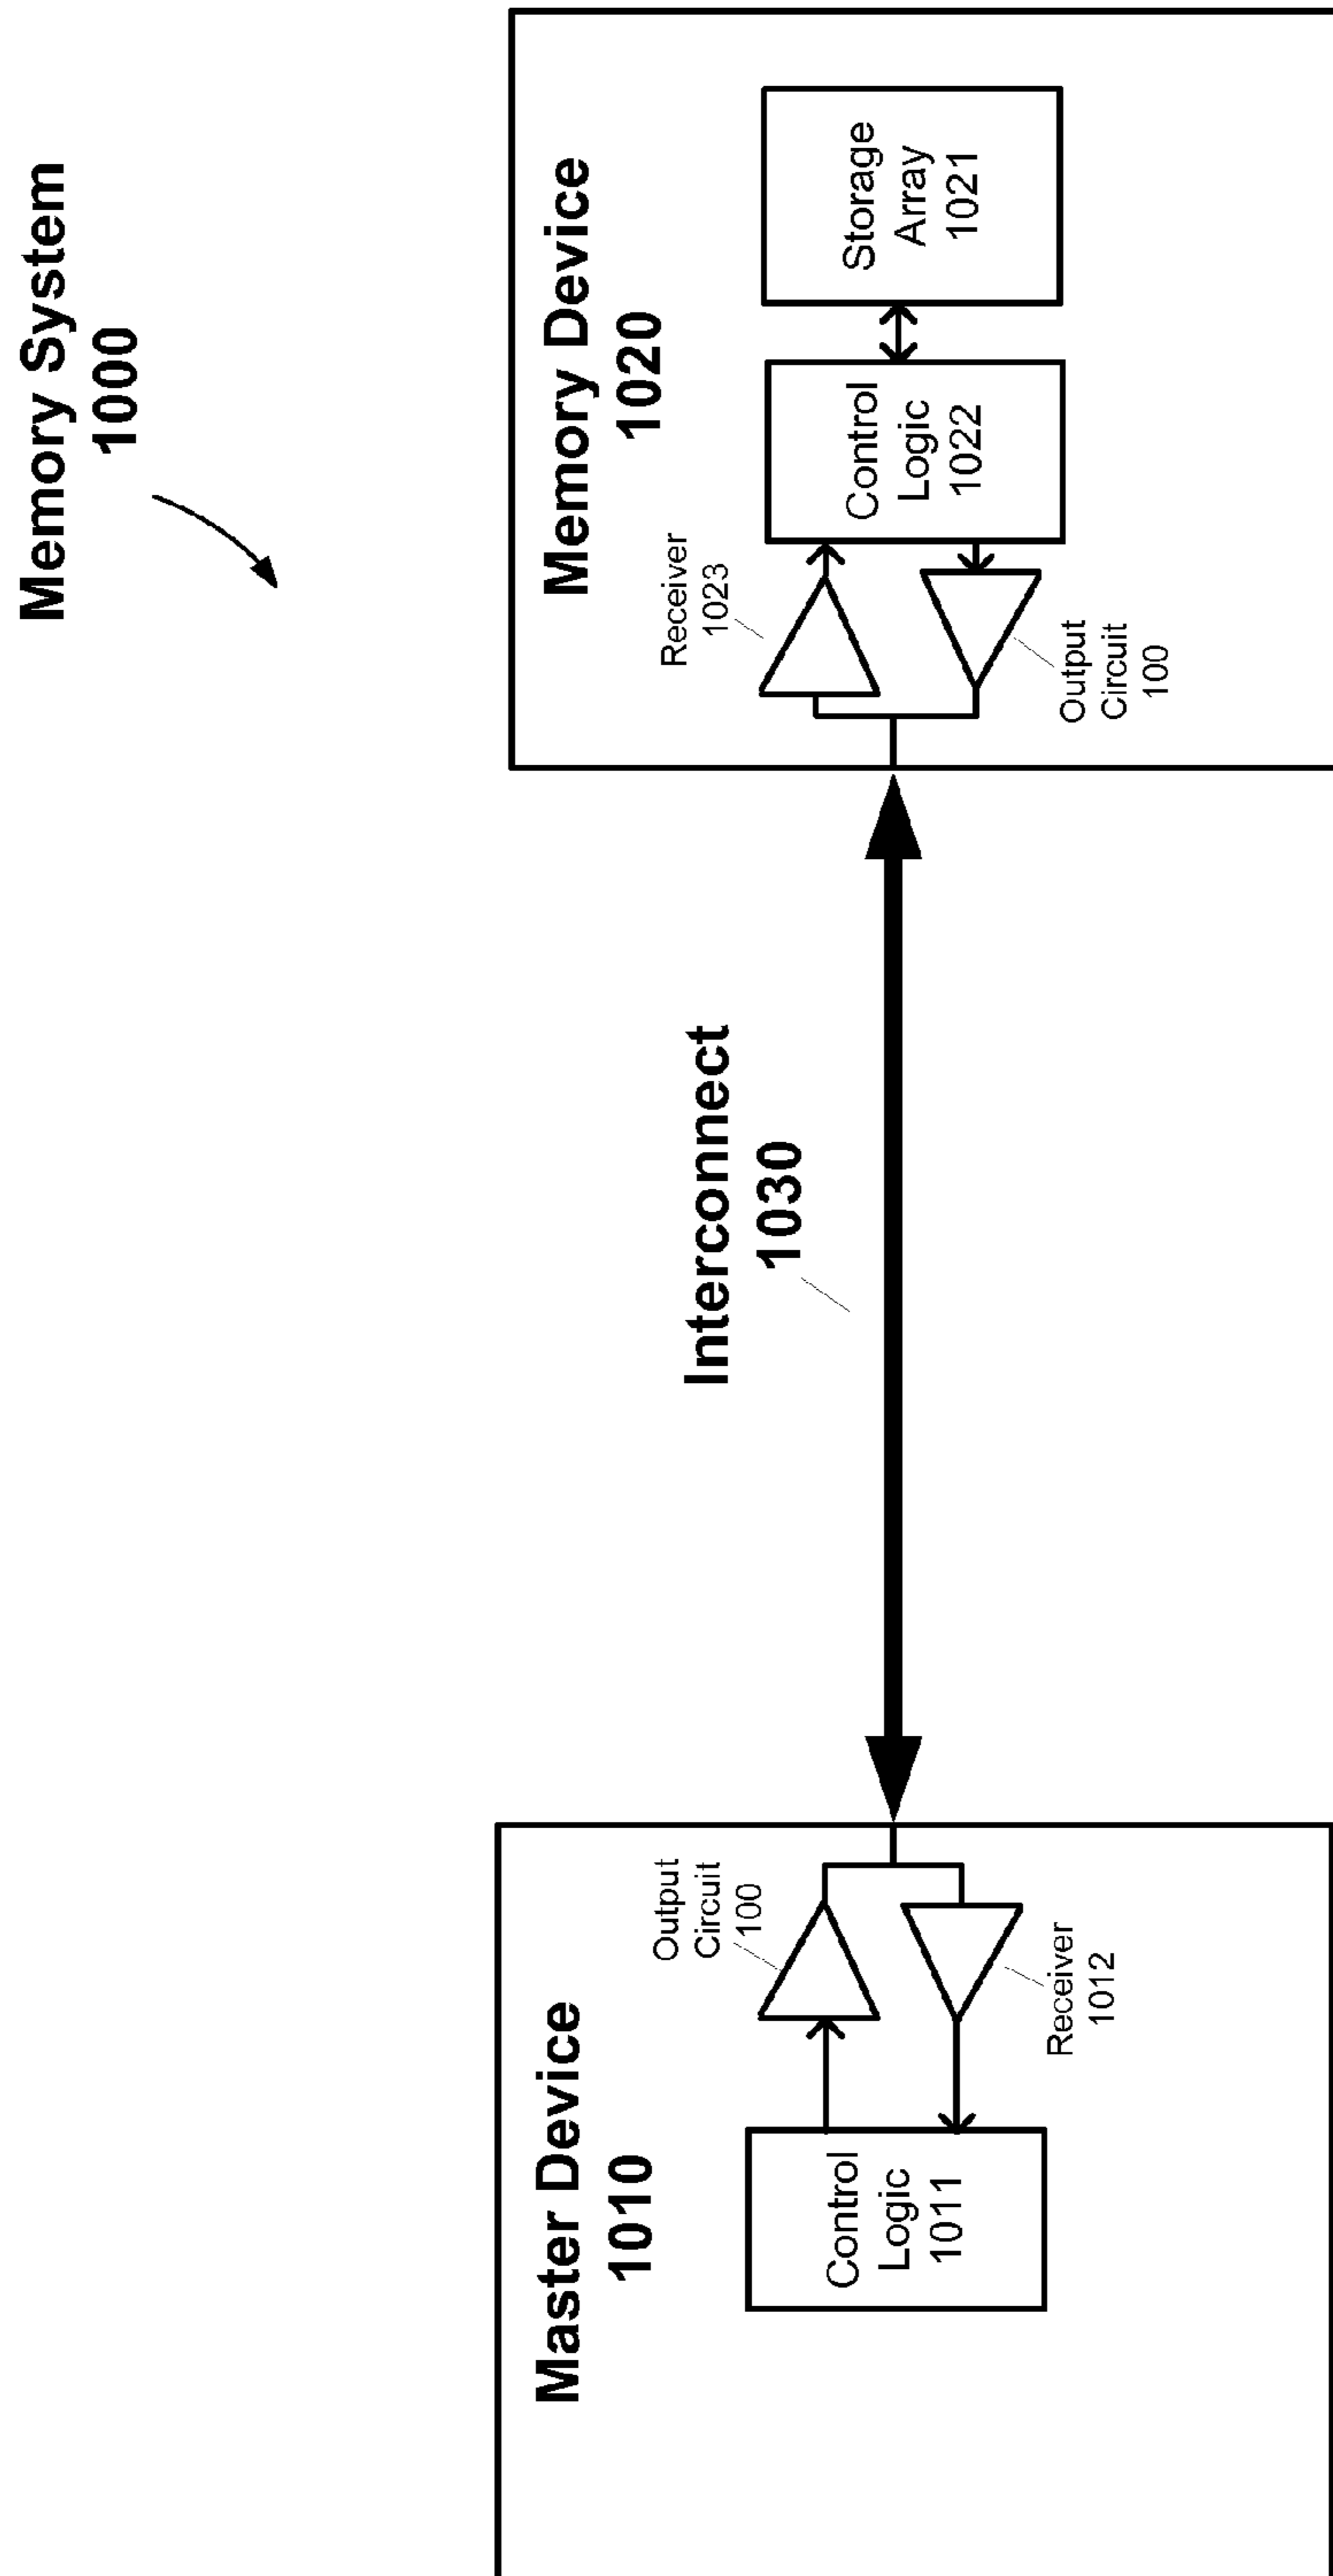 Memory System
1000
Master Device
1010
Control
Logic
1011
Output
Circuit
100
Receiver
1012
Interconnect
1030
Memory Device
1020
Receiver
1023
Output
Circuit
100
Control
Logic
1022
Storage
Array
1021